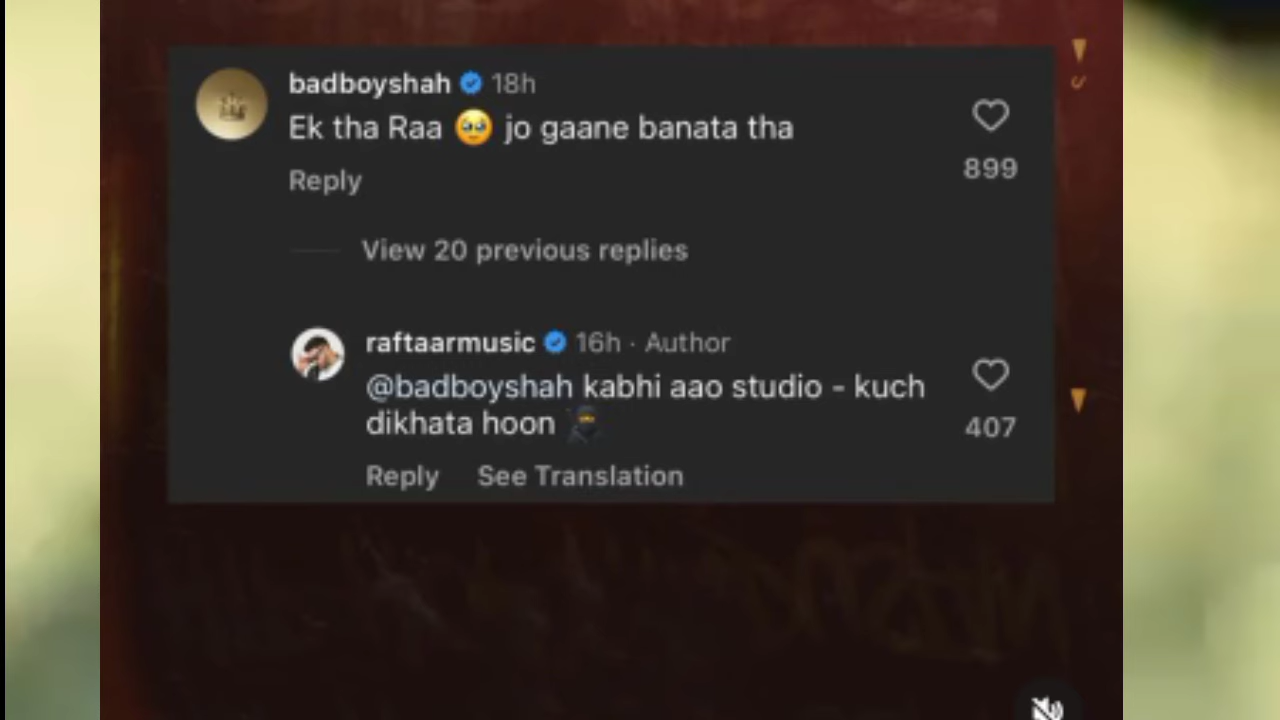 badboyshah 18h
Ek tha Raa 🥹 jo gaane banata tha
899
Reply
View 20 previous replies
raftaarmusic 16h · Author
@badboyshah kabhi aao studio - kuch
dikhata hoon 🥷
407
Reply See Translation